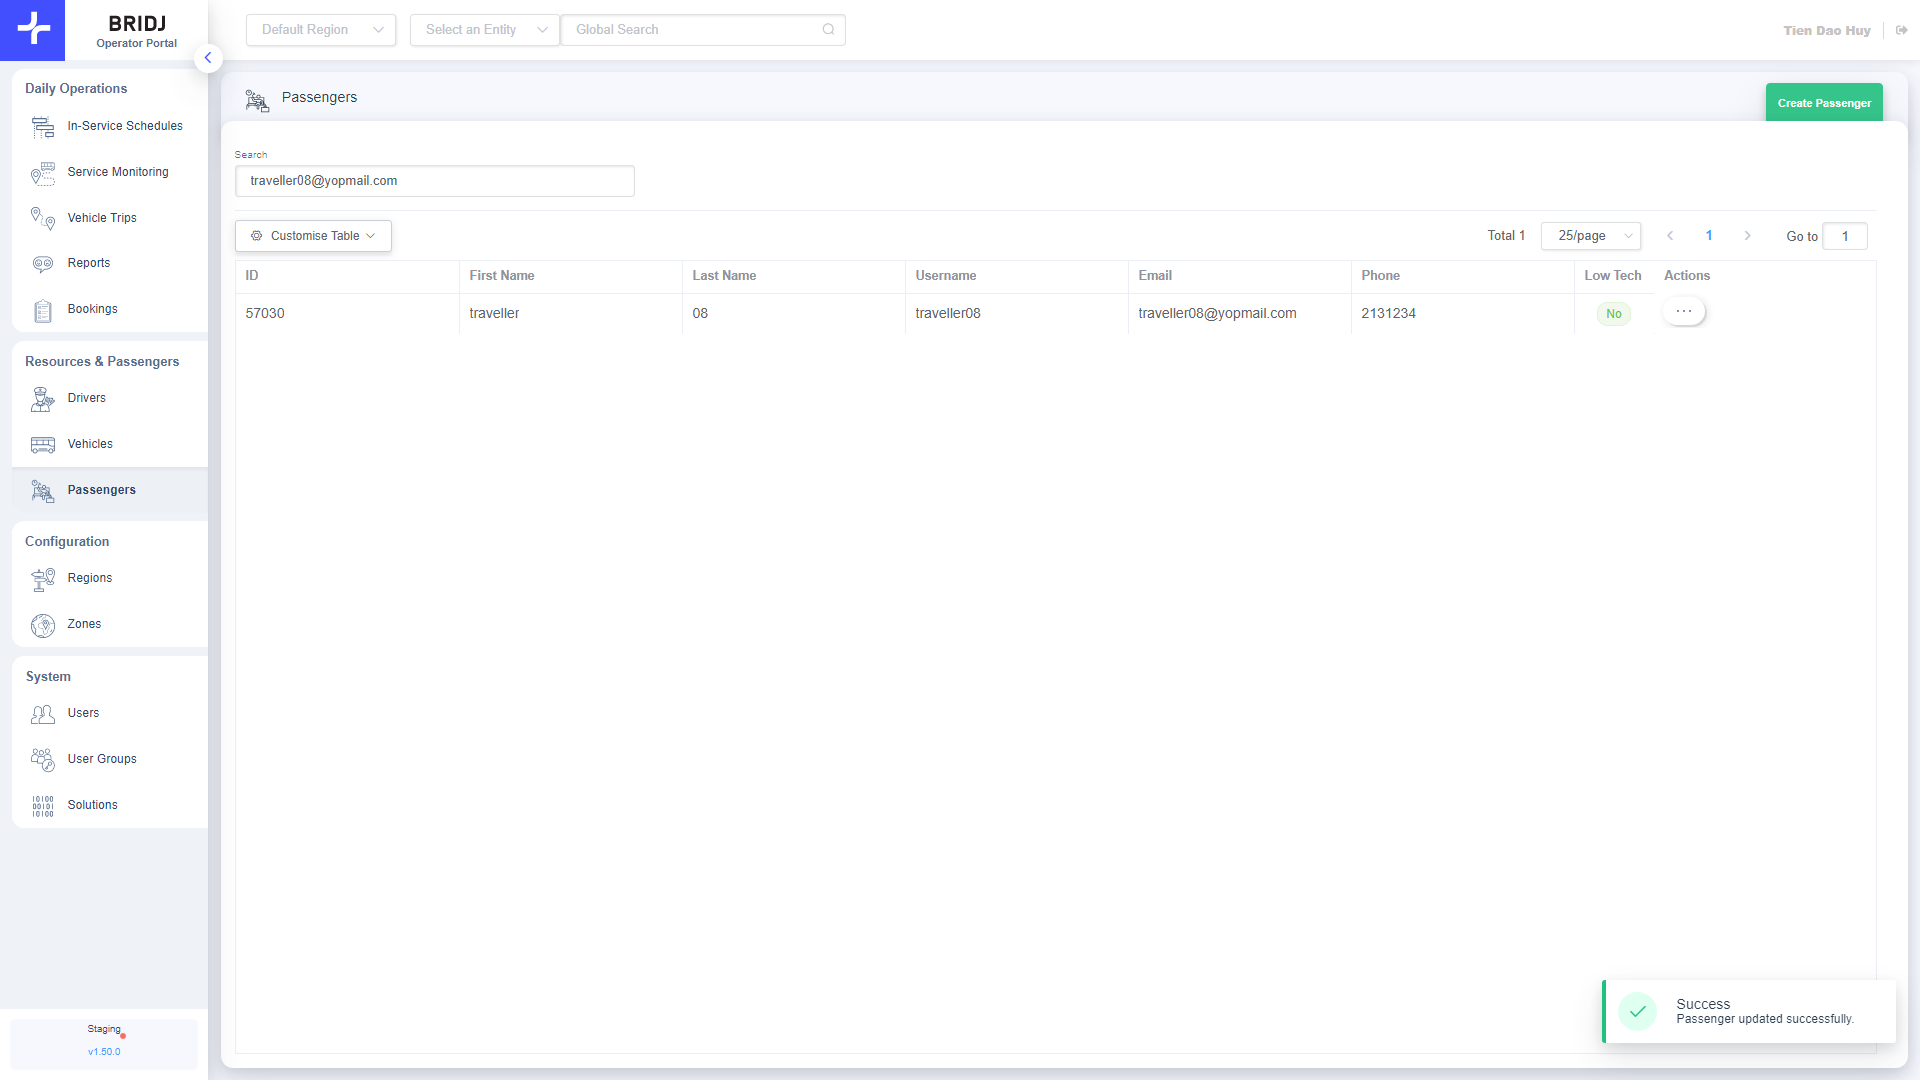 BRIDJ
Operator Portal
Default Region
Select an Entity
Global Search
Tien Dao Huy
Daily Operations
In-Service Schedules
Service Monitoring
Vehicle Trips
Reports
Bookings
Resources & Passengers
Drivers
Vehicles
Passengers
Configuration
Regions
Zones
System
Users
User Groups
10100
00101
10100
Solutions
Staging
v1.50.0
Passengers
Create Passenger
Search
traveller08@yopmail.com
Customise Table
Total 1
25/page
1
Go to
1
ID First Name Last Name Username Email Phone Low Tech Actions
57030 traveller 08 traveller08 traveller08@yopmail.com 2131234 No ...
Success
Passenger updated successfully.